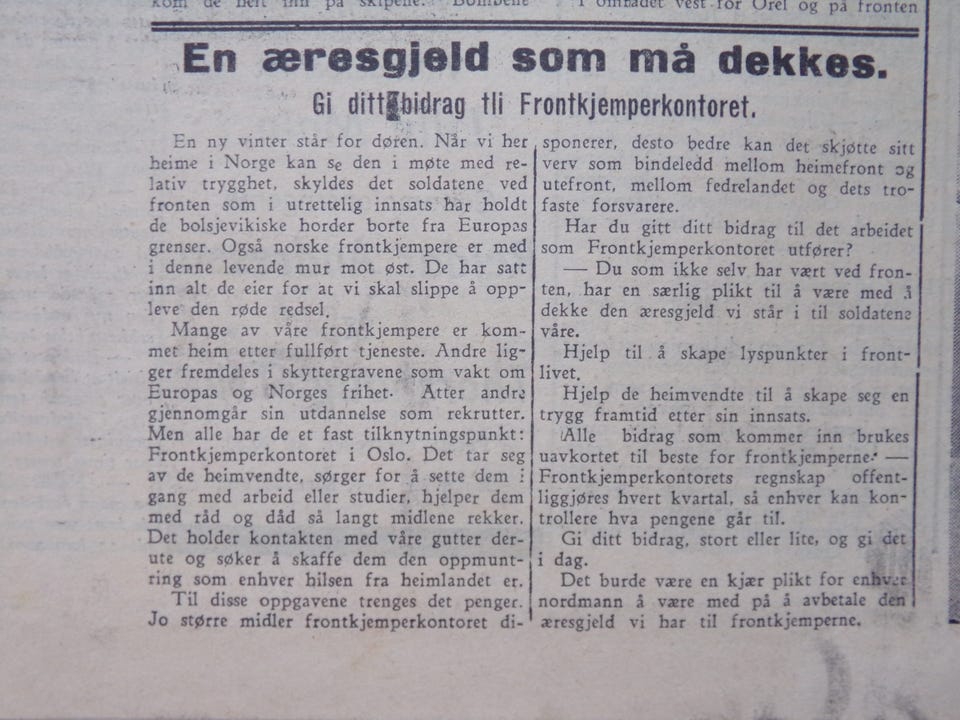 kom de helt inn på skipene. Bombene
I området vest for Orel og på fronten
En æresgjeld som må dekkes.
Gi ditt bidrag tli Frontkjemperkontoret.
En ny vinter står for døren. Når vi her
heime i Norge kan se den i møte med re-
lativ trygghet, skyldes det soldatene ved
fronten som i utrettelig innsats har holdt
de bolsjevikiske horder borte fra Europas
grenser. Også norske frontkjempere er med
i denne levende mur mot øst. De har satt
inn alt de eier for at vi skal slippe å opp-
leve den røde redsel.
Mange av våre frontkjempere er kom-
met heim etter fullført tjeneste. Andre lig-
ger fremdeles i skyttergravene som vakt om
Europas og Norges frihet. Atter andre
gjennomgår sin utdannelse som rekrutter.
Men alle har de et fast tilknytningspunkt:
Frontkjemperkontoret i Oslo. Det tar seg
av de heimvendte, sørger for å sette dem i
gang med arbeid eller studier, hjelper dem
med råd og dåd så langt midlene rekker.
Det holder kontakten med våre gutter der-
ute og søker å skaffe dem den oppmunt-
ring som enhver hilsen fra heimlandet er.
Til disse oppgavene trenges det penger.
Jo større midler frontkjemperkontoret di-
sponerer, desto bedre kan det skjøtte sitt
verv som bindeledd mellom heimefront og
utefront, mellom fedrelandet og dets tro-
faste forsvarere.
Har du gitt ditt bidrag til det arbeidet
som Frontkjemperkontoret utfører?
— Du som ikke selv har vært ved fron-
ten, har en særlig plikt til å være med å
dekke den æresgjeld vi står i til soldatene
våre.
Hjelp til å skape lyspunkter i front-
livet.
Hjelp de heimvendte til å skape seg en
trygg framtid etter sin innsats.
Alle bidrag som kommer inn brukes
uavkortet til beste for frontkjemperne. —
Frontkjemperkontorets regnskap offent-
liggjøres hvert kvartal, så enhver kan kon-
trollere hva pengene går til.
Gi ditt bidrag, stort eller lite, og gi det
i dag.
Det burde være en kjær plikt for enhver
nordmann å være med på å avbetale den
æresgjeld vi har til frontkjemperne.